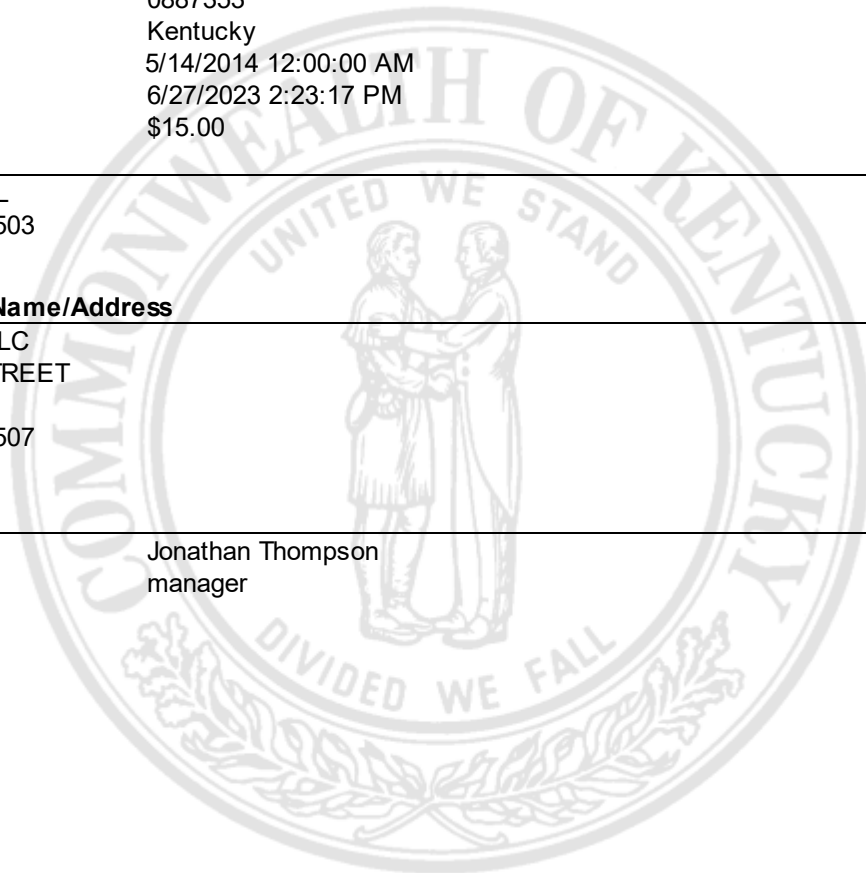 Kentucky
5/14/2014 12:00:00 AM
6/27/2023 2:23:17 PM
$15.00
503
Name/Address
LC
TREET
507
Jonathan Thompson
manager
COMMONWEALTH OF KENTUCKY
UNITED WE STAND
DIVIDED WE FALL